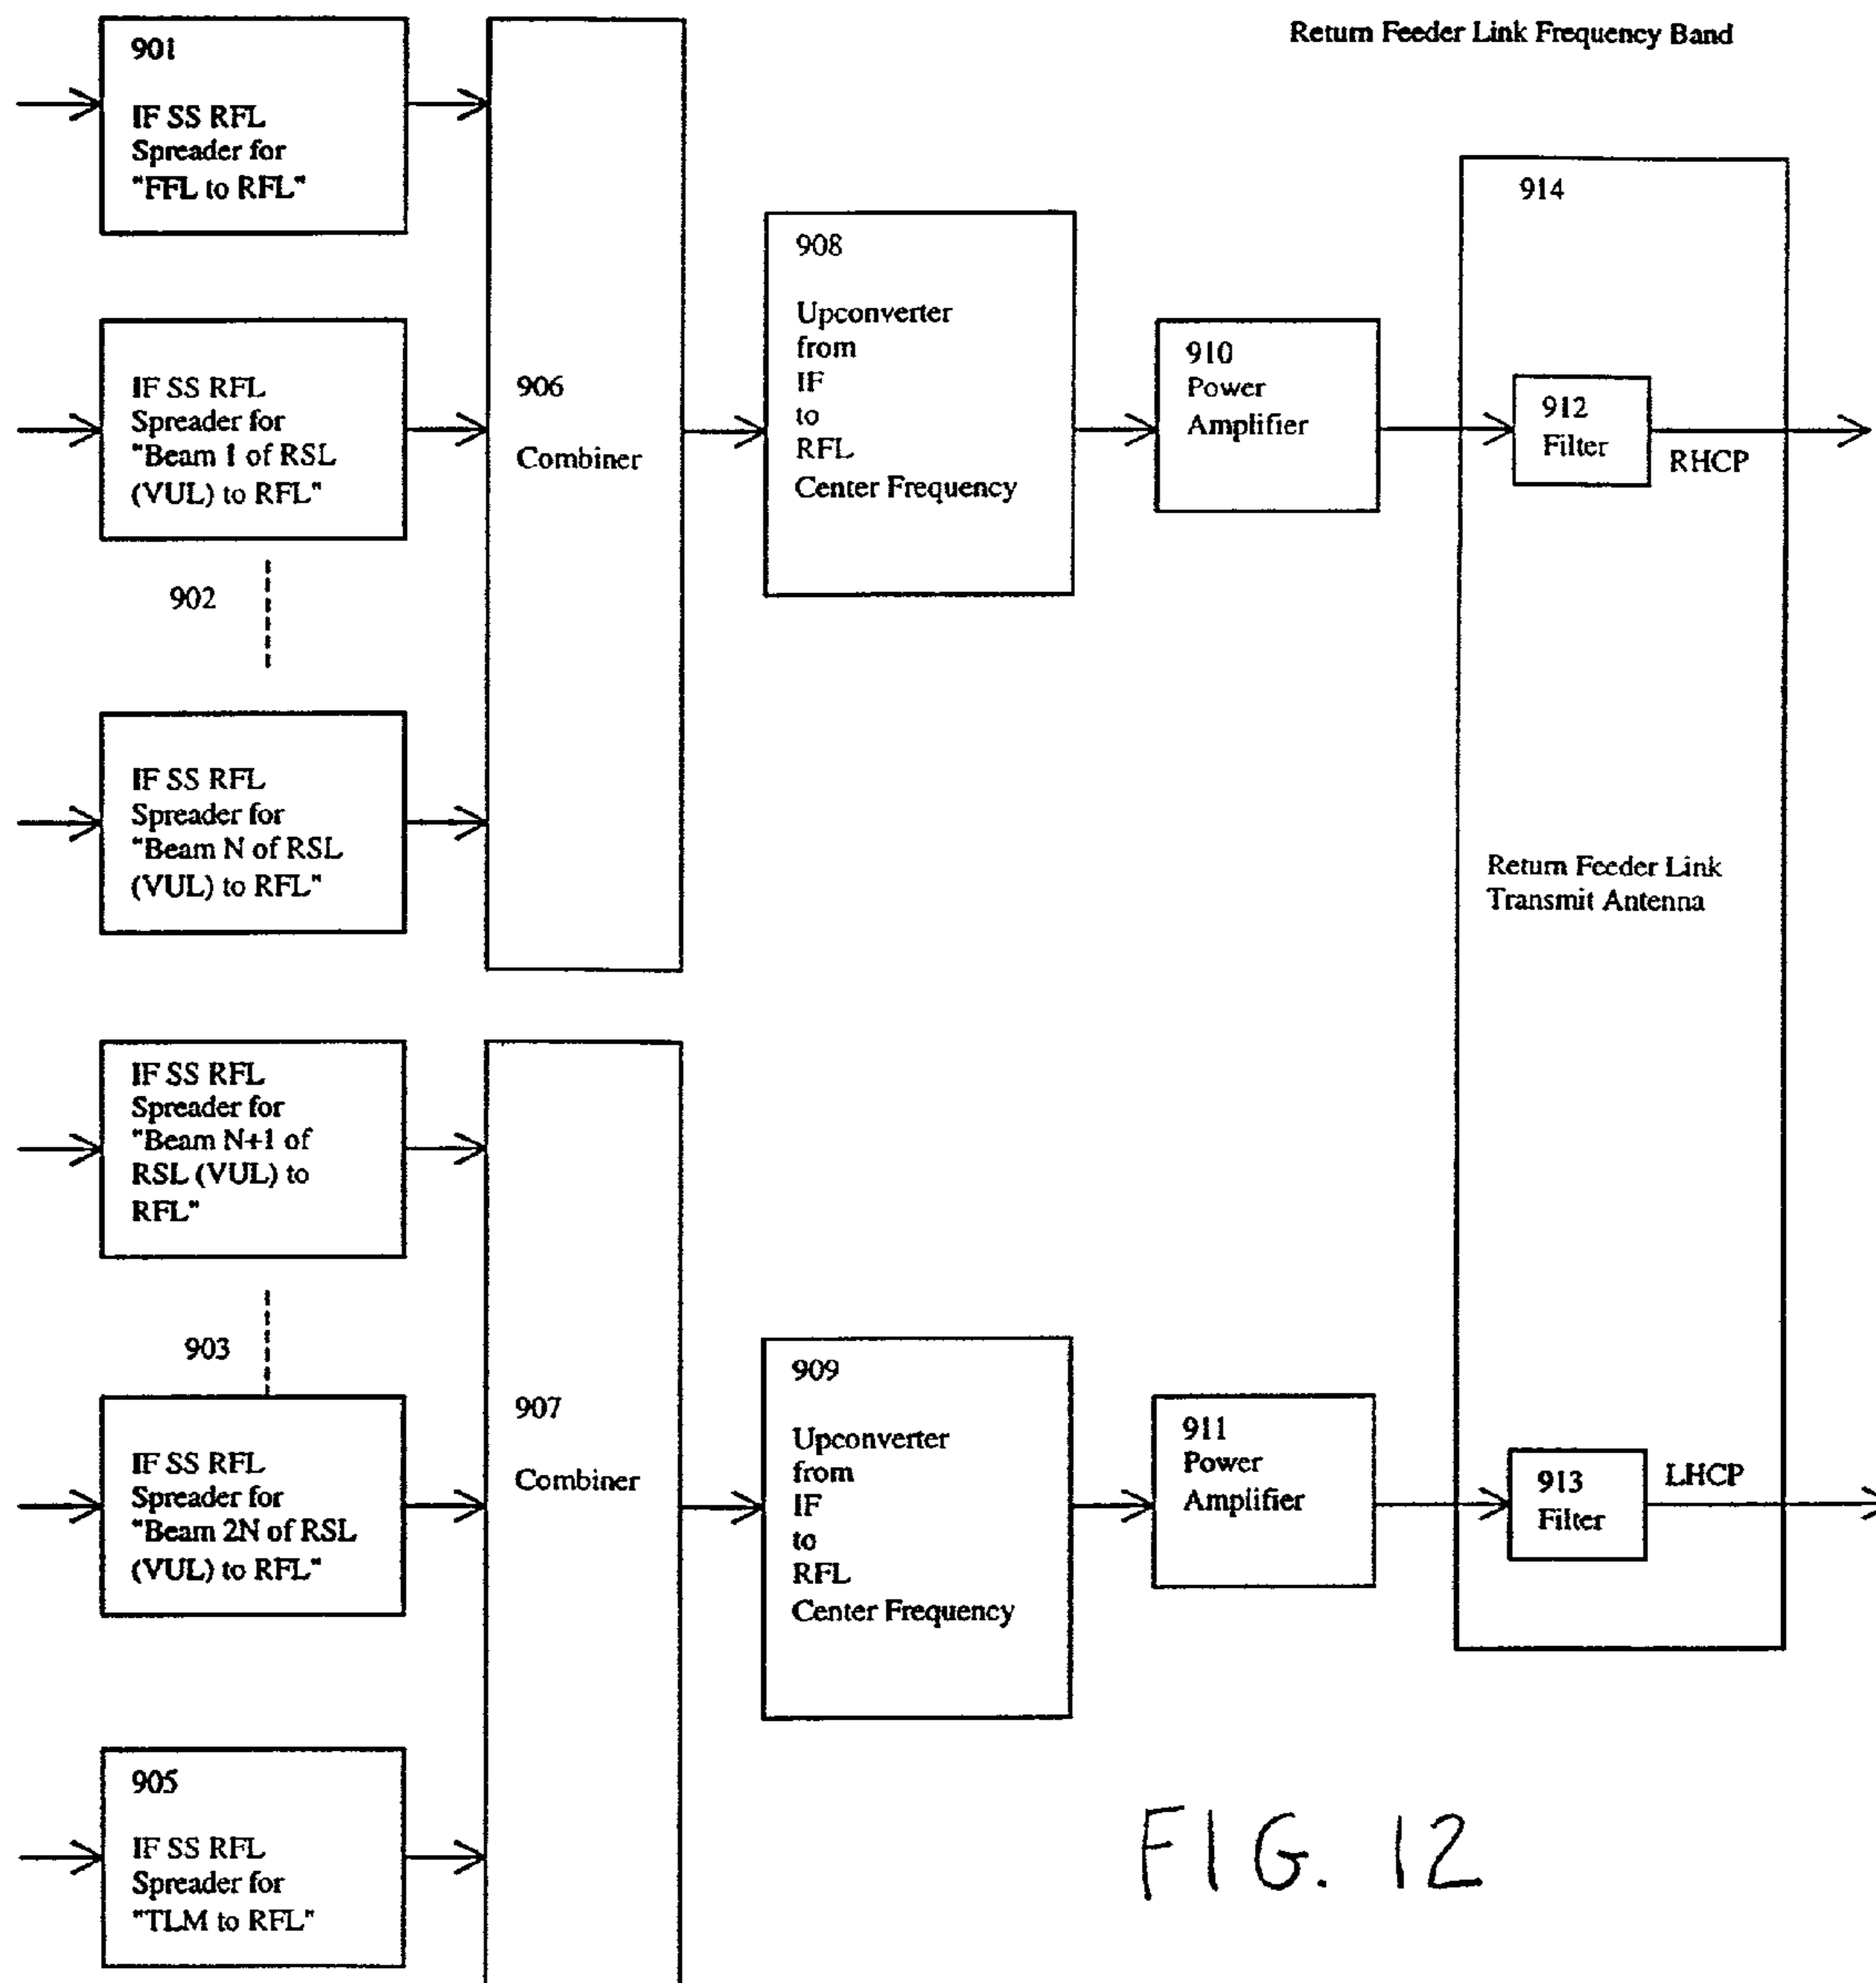 Return Feeder Link Frequency Band
901
IF SS RFL
Spreader for
"FFL to RFL"
IF SS RFL
Spreader for
"Beam 1 of RSL
(VUL) to RFL"
902
IF SS RFL
Spreader for
"Beam N of RSL
(VUL) to RFL"
906
Combiner
908
Upconverter
from
IF
to
RFL
Center Frequency
910
Power
Amplifier
914
912
Filter
RHCP
Return Feeder Link
Transmit Antenna
IF SS RFL
Spreader for
"Beam N+1 of
RSL (VUL) to
RFL"
903
IF SS RFL
Spreader for
"Beam 2N of RSL
(VUL) to RFL"
905
IF SS RFL
Spreader for
"TLM to RFL"
907
Combiner
909
Upconverter
from
IF
to
RFL
Center Frequency
911
Power
Amplifier
913
Filter
LHCP
FIG. 12